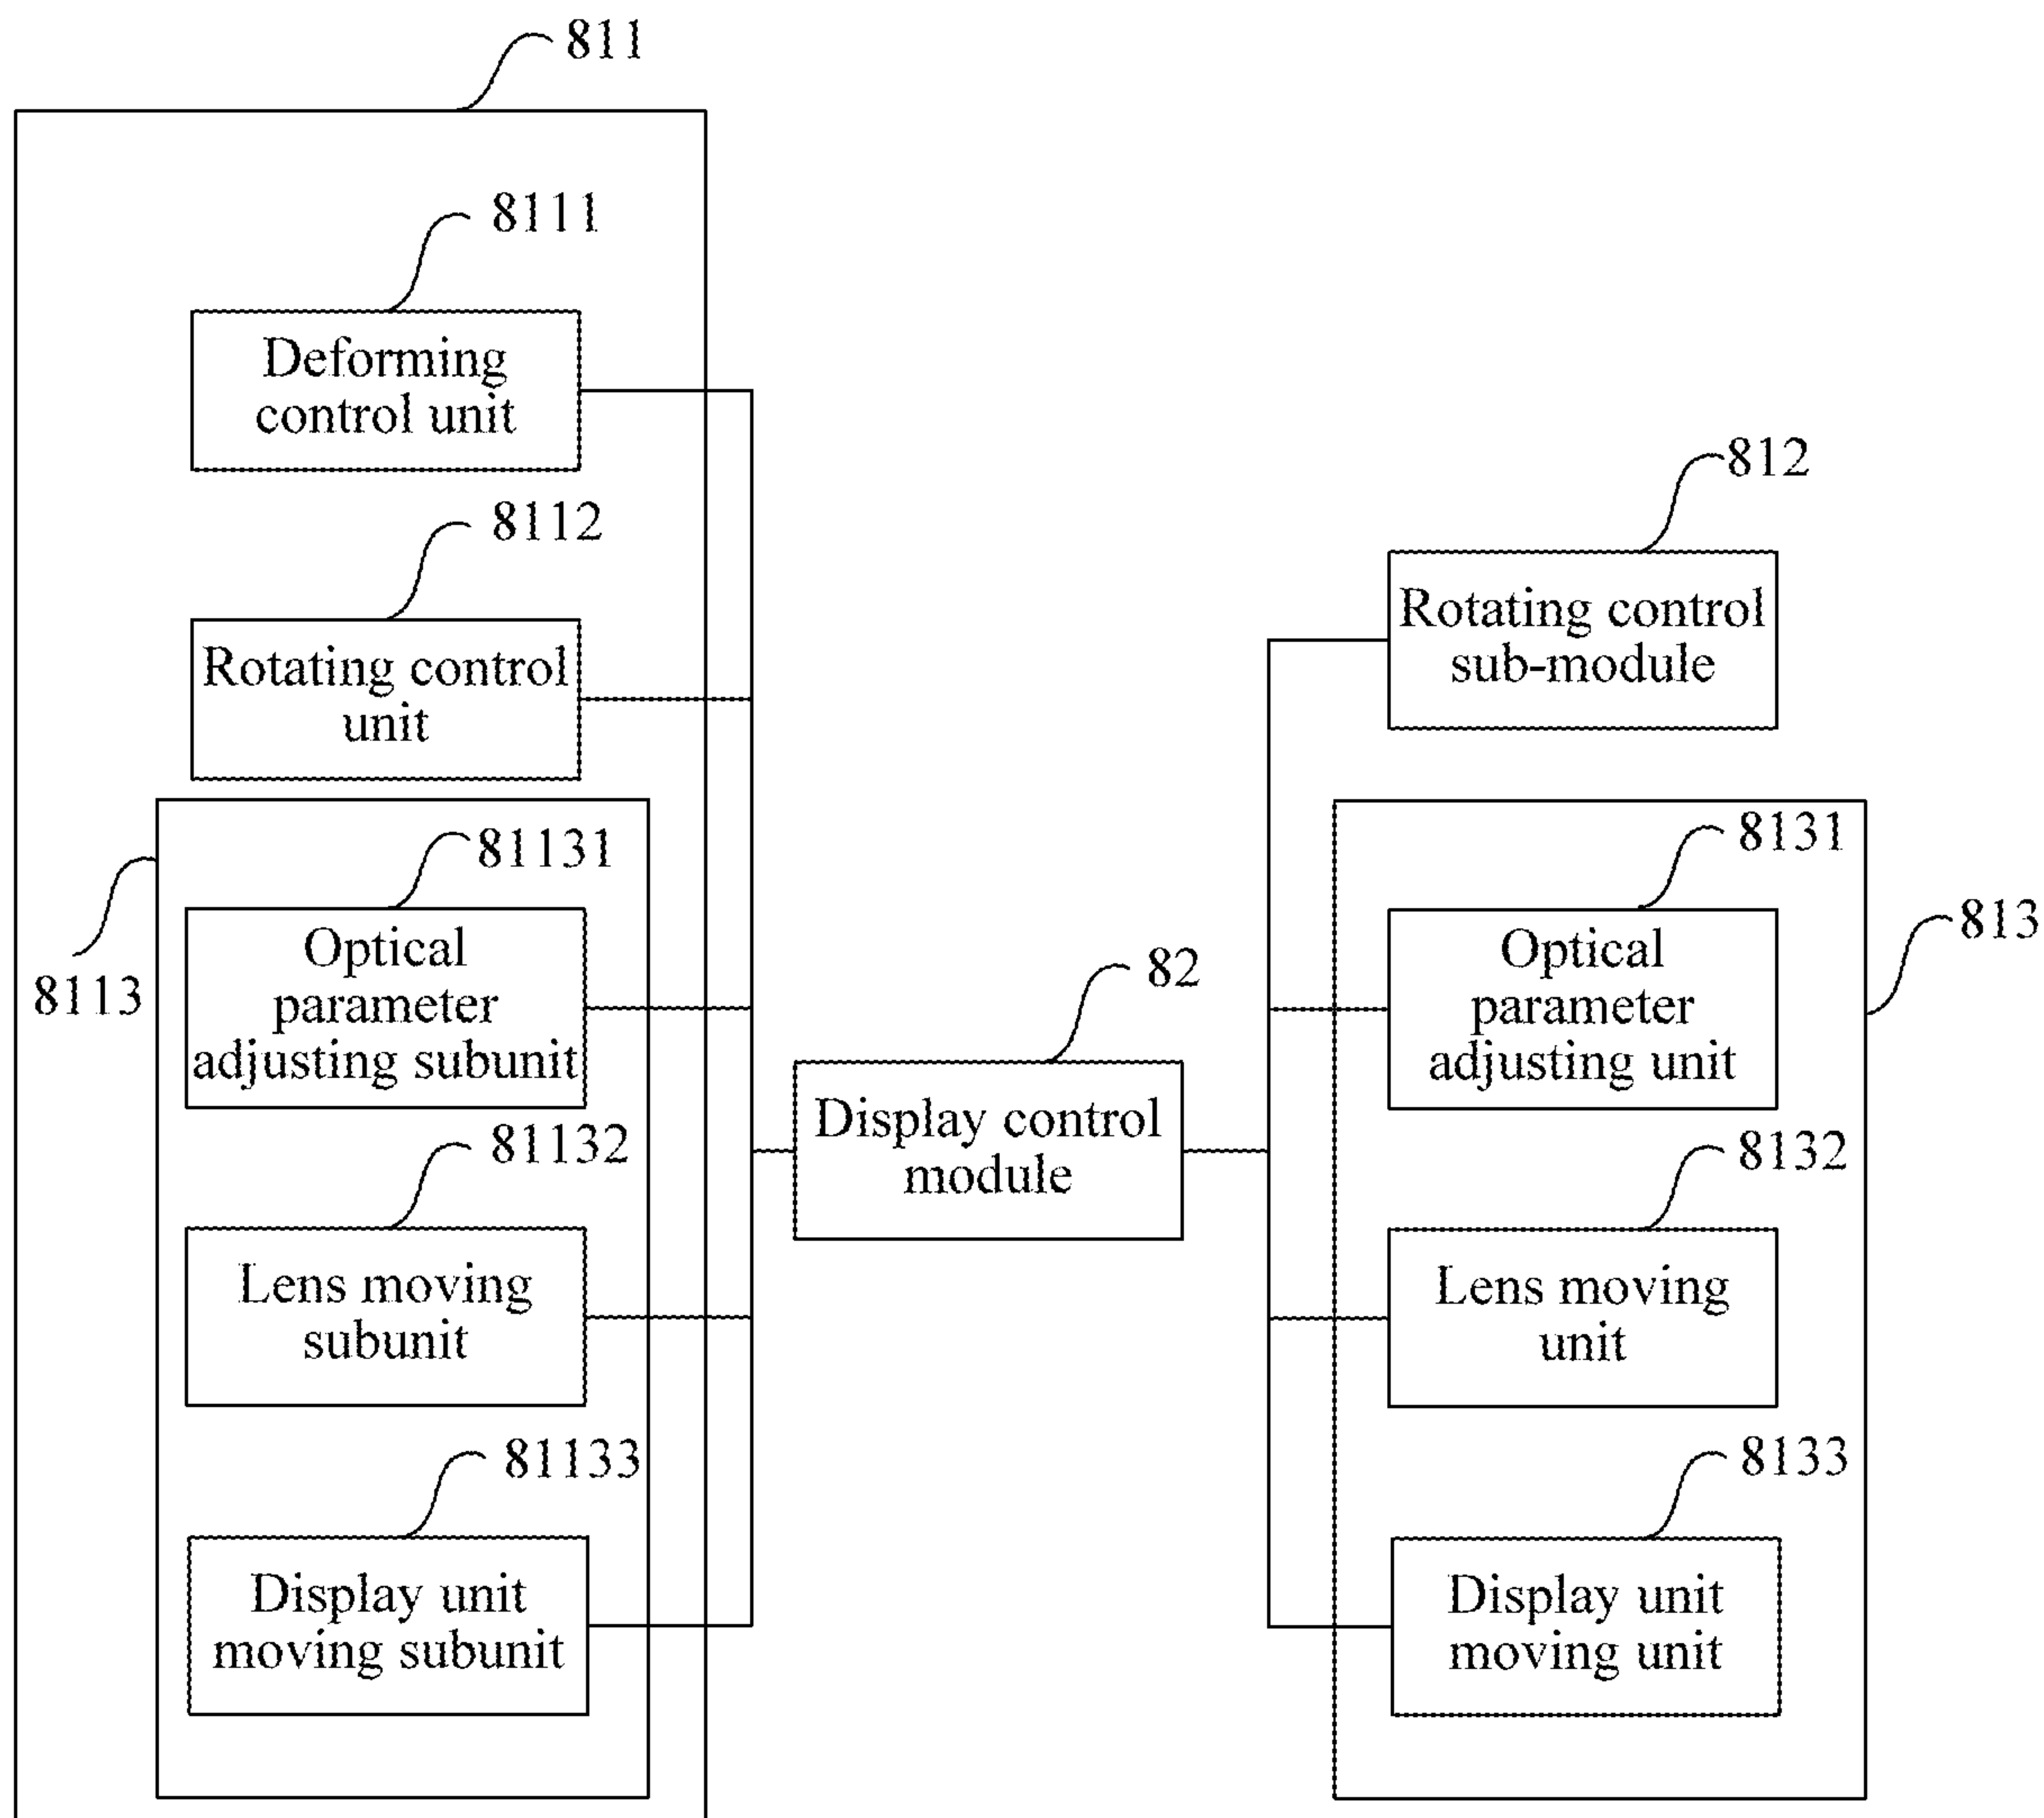 811
8111
Deforming
control unit
8112
Rotating control
unit
8113
81131
Optical
parameter
adjusting subunit
81132
Lens moving
subunit
81133
Display unit
moving subunit
82
Display control
module
812
Rotating control
sub-module
813
8131
Optical
parameter
adjusting unit
8132
Lens moving
unit
8133
Display unit
moving unit